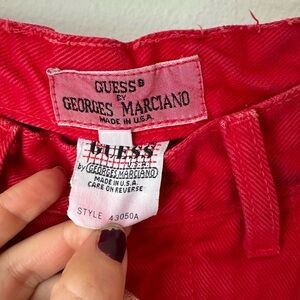 GUESS®
BY
GEORGES MARCIANO
MADE IN U.S.A.
GUESS
U.S.A.
by GEORGES MARCIANO
MADE IN U.S.A.
CARE ON REVERSE
STYLE 43050A